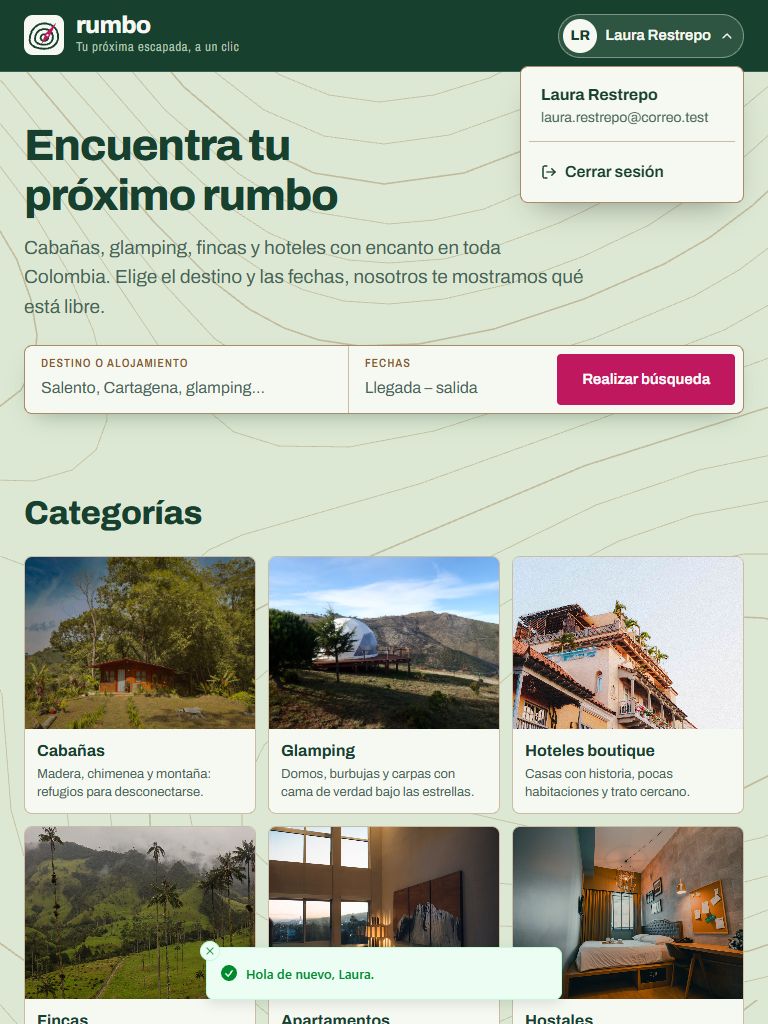 rumbo
Tu próxima escapada, a un clic
LR Laura Restrepo
Laura Restrepo
laura.restrepo@correo.test
Cerrar sesión
Encuentra tu
próximo rumbo
Cabañas, glamping, fincas y hoteles con encanto en toda
Colombia. Elige el destino y las fechas, nosotros te mostramos qué
está libre.
DESTINO O ALOJAMIENTO
Salento, Cartagena, glamping...
FECHAS
Llegada – salida
Realizar búsqueda
Categorías
Cabañas
Madera, chimenea y montaña:
refugios para desconectarse.
Glamping
Domos, burbujas y carpas con
cama de verdad bajo las estrellas.
Hoteles boutique
Casas con historia, pocas
habitaciones y trato cercano.
Hola de nuevo, Laura.
Fincas
Apartamentos
Hostales